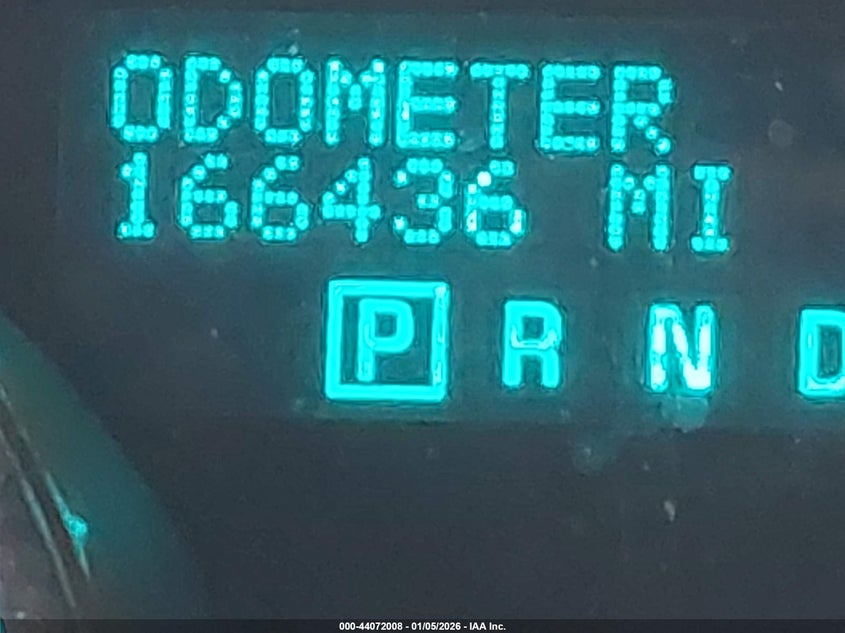 ODOMETER
166436 MI
P R N D
000-44072008 - 01/05/2026 - IAA Inc.